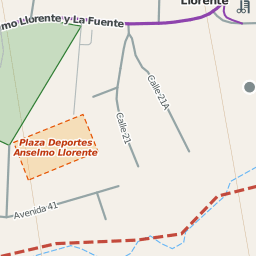 Llorente
mo Llorente y La Fuente
Calle 21A
Calle 21
Plaza Deportes
Anselmo Llorente
Avenida 41